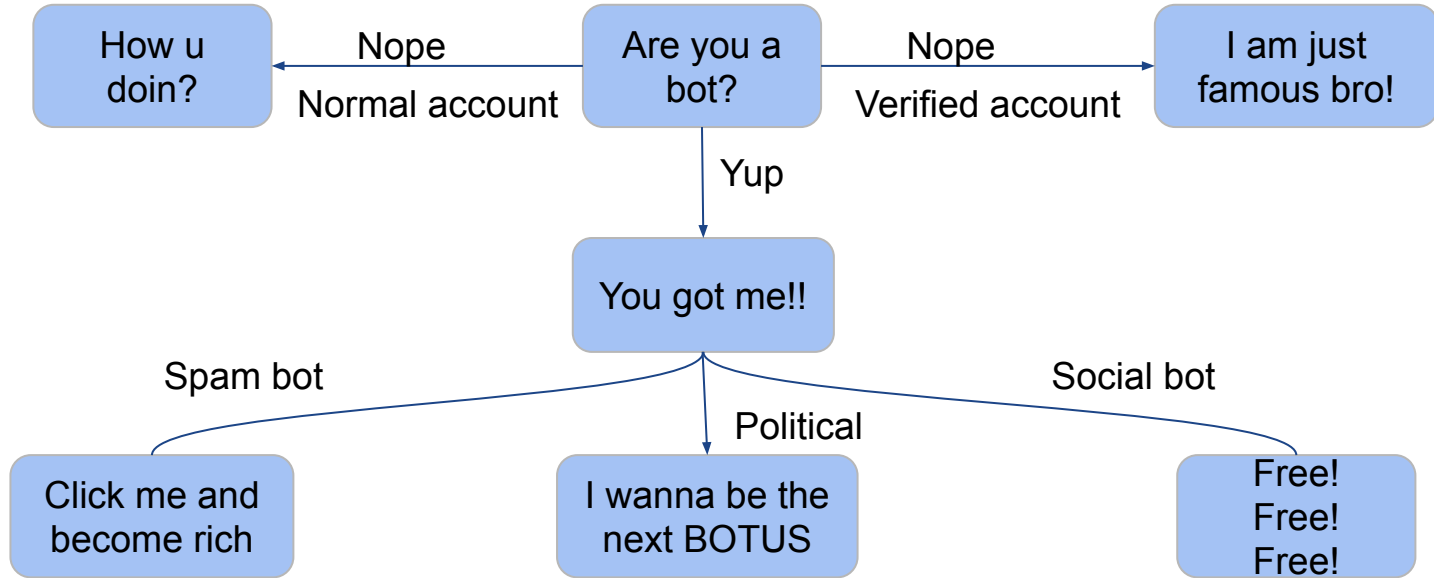 How u
doin?
Nope
Normal account
Are you a
bot?
Nope
Verified account
I am just
famous bro!
Yup
You got me!!
Spam bot
Political
Social bot
Click me and
become rich
I wanna be the
next BOTUS
Free!
Free!
Free!